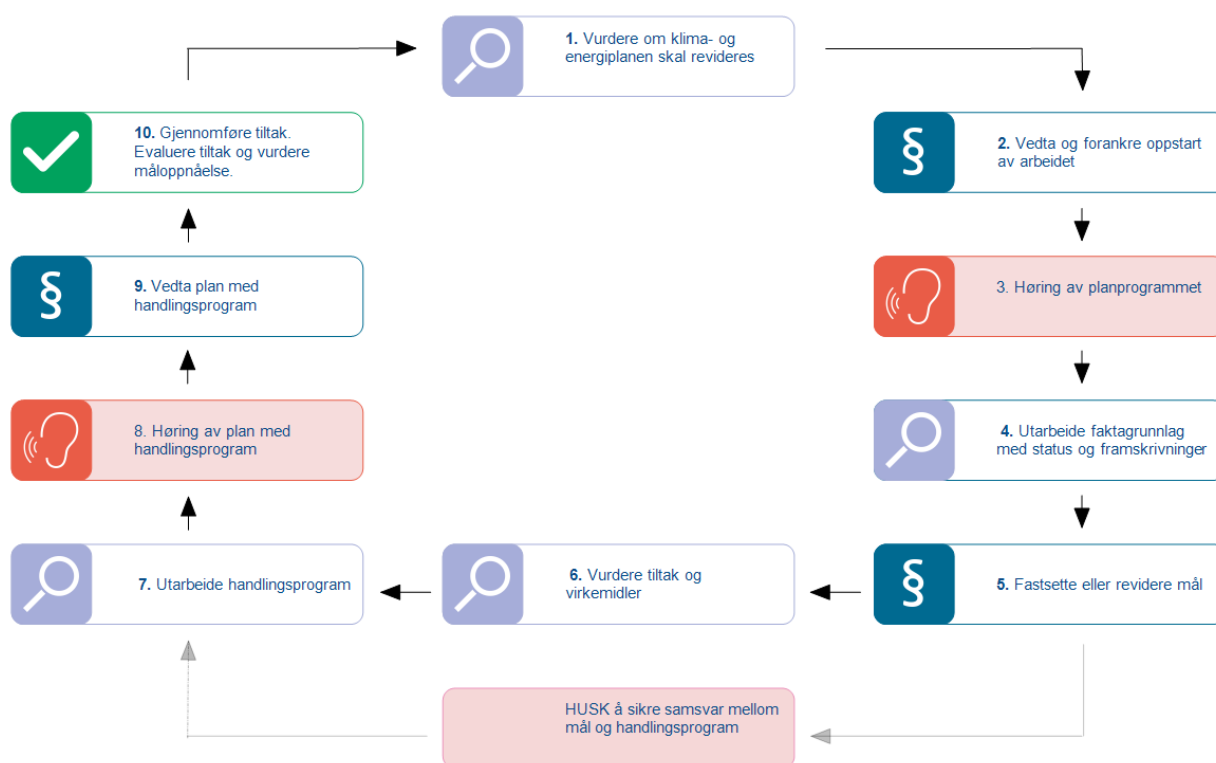 1. Vurdere om klima- og
energiplanen skal revideres
2. Vedta og forankre oppstart
av arbeidet
§
3. Høring av planprogrammet
4. Utarbeide faktagrunnlag
med status og framskrivninger
5. Fastsette eller revidere mål
§
6. Vurdere tiltak og
virkemidler
7. Utarbeide handlingsprogram
8. Høring av plan med
handlingsprogram
9. Vedta plan med
handlingsprogram
§
10. Gjennomføre tiltak.
Evaluere tiltak og vurdere
måloppnåelse.
HUSK å sikre samsvar mellom
mål og handlingsprogram